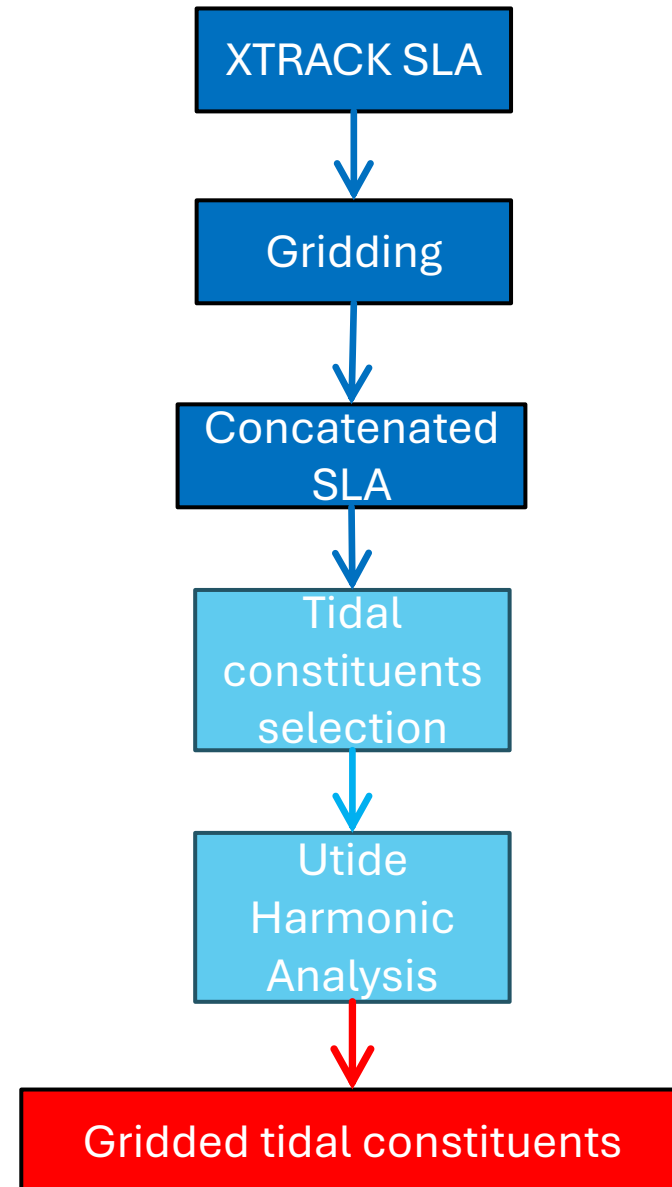 XTRACK SLA
Gridding
Concatenated
SLA
Tidal
constituents
selection
Utide
Harmonic
Analysis
Gridded tidal constituents